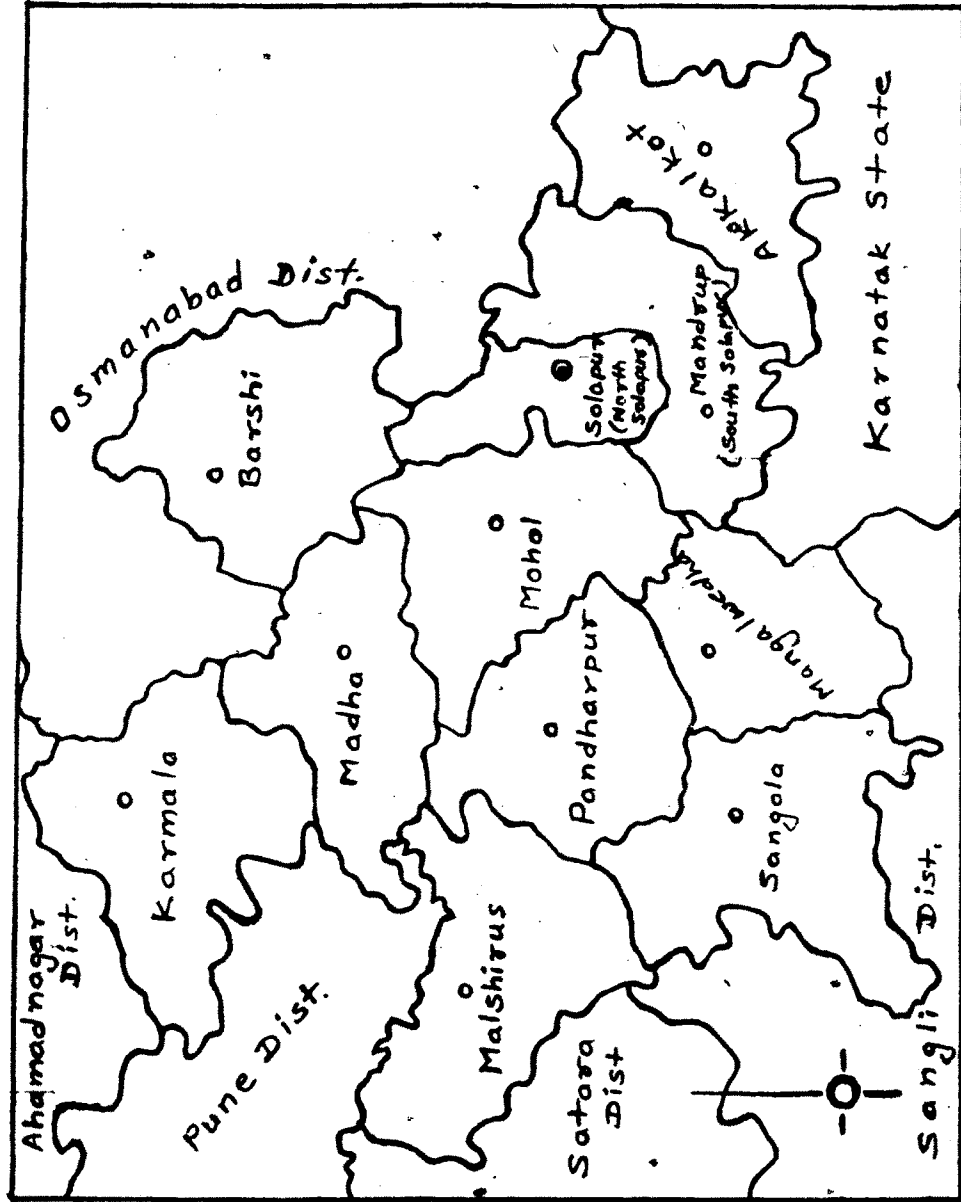 Ahamadnagar
Dist.
Osmanabad Dist.
Karmala
Barshi
Pune Dist.
Madha
Malshirus
Mohol
Pandharpur
Solapur
(North
Solapur)
Satara
Dist
Sangola
Mangalwedha
Mandrup
(South Solapur)
Akkalkot
Sangli Dist.
Karnatak State